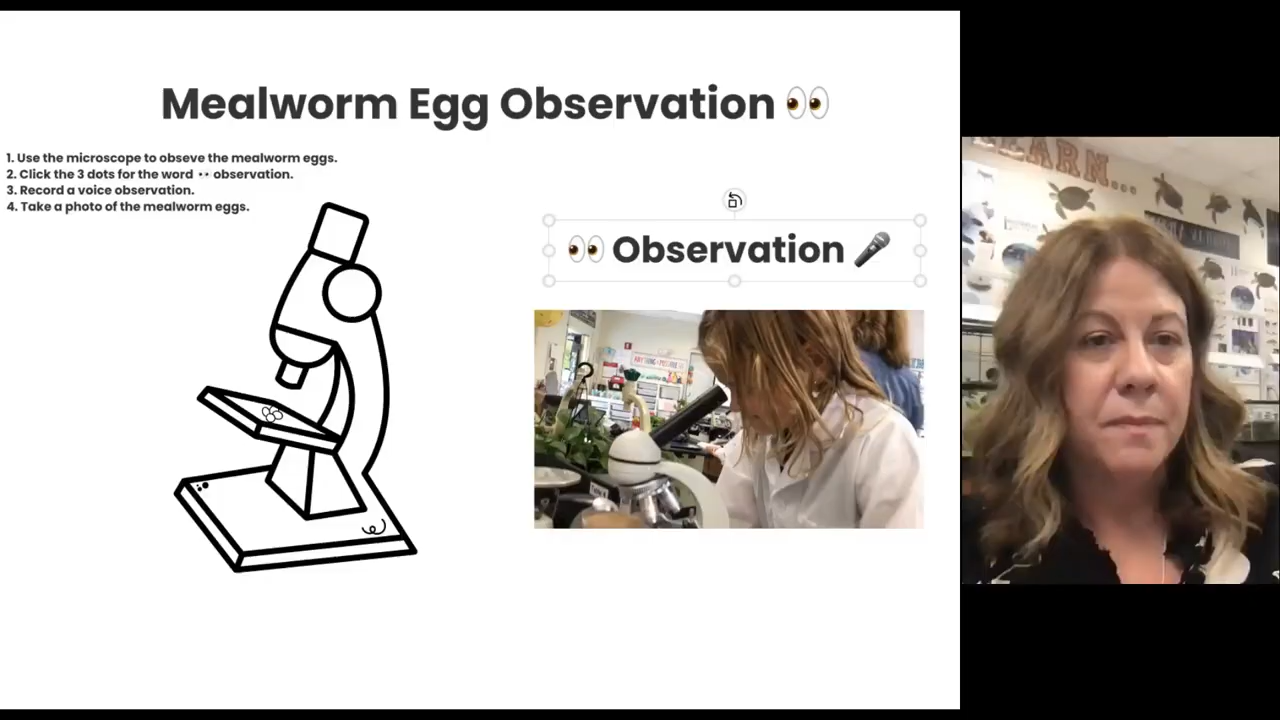 Mealworm Egg Observation 👀
1. Use the microscope to obseve the mealworm eggs.
2. Click the 3 dots for the word 👀 observation.
3. Record a voice observation.
4. Take a photo of the mealworm eggs.
👀 Observation 🎤
LEARN...